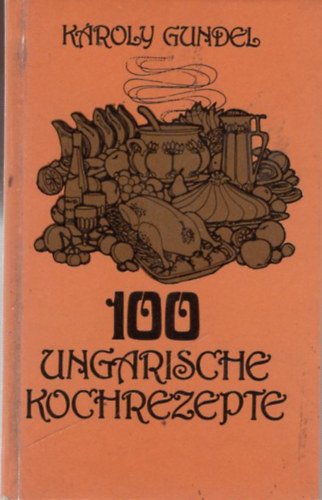 KÁROLY GUNDEL
100
UNGARISCHE
KOCHREZEPTE